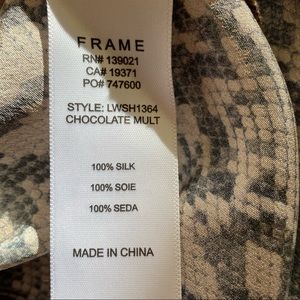 FRAME
RN# 139021
CA# 19371
PO# 747600
STYLE: LWSH1364
CHOCOLATE MULT
100% SILK
100% SOIE
100% SEDA
MADE IN CHINA